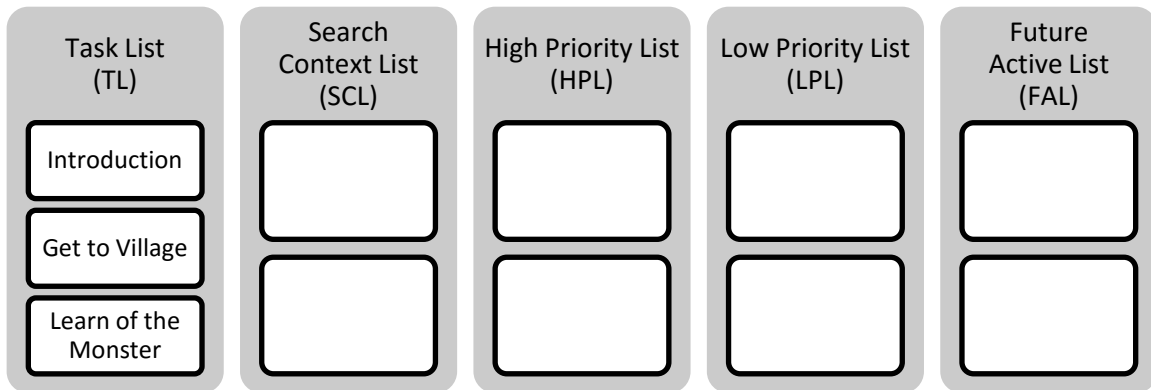 Task List
(TL)
Introduction
Get to Village
Learn of the
Monster
Search
Context List
(SCL)
High Priority List
(HPL)
Low Priority List
(LPL)
Future
Active List
(FAL)